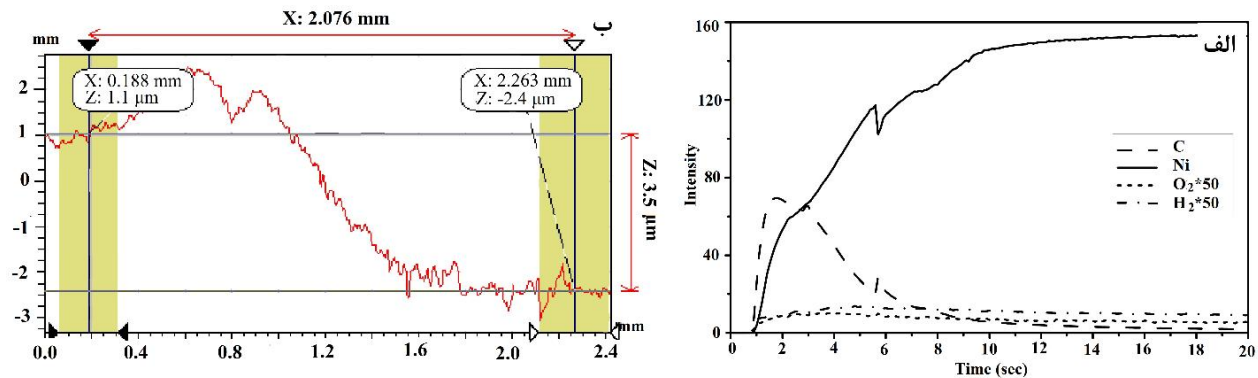 X: 2.076 mm
ب
mm
X: 0.188 mm
Z: 1.1 µm
X: 2.263 mm
Z: -2.4 µm
2
1
0
-1
-2
-3
Z: 3.5 µm
0.0 0.4 0.8 1.2 1.6 2.0 2.4
mm
الف
160
120
80
40
0
Intensity
C
Ni
O2*50
H2*50
0 2 4 6 8 10 12 14 16 18 20
Time (sec)